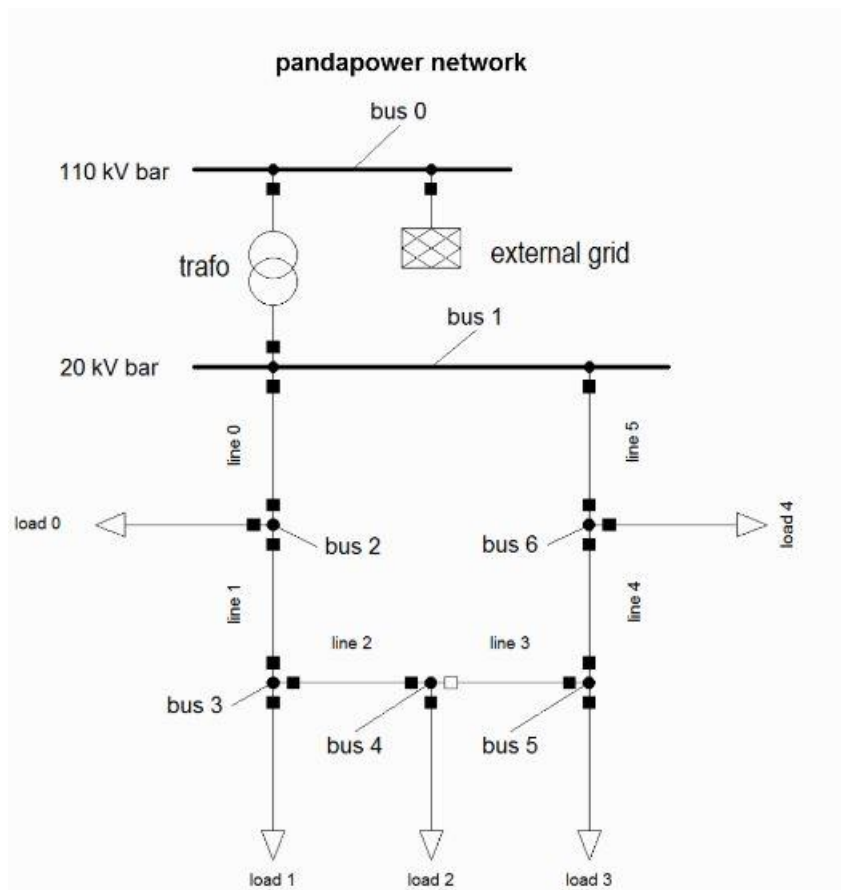 pandapower network
bus 0
110 kV bar
trafo
external grid
bus 1
20 kV bar
line 0
line 5
load 0
bus 2
bus 6
load 4
line 1
line 4
line 2
line 3
bus 3
bus 4
bus 5
load 1
load 2
load 3